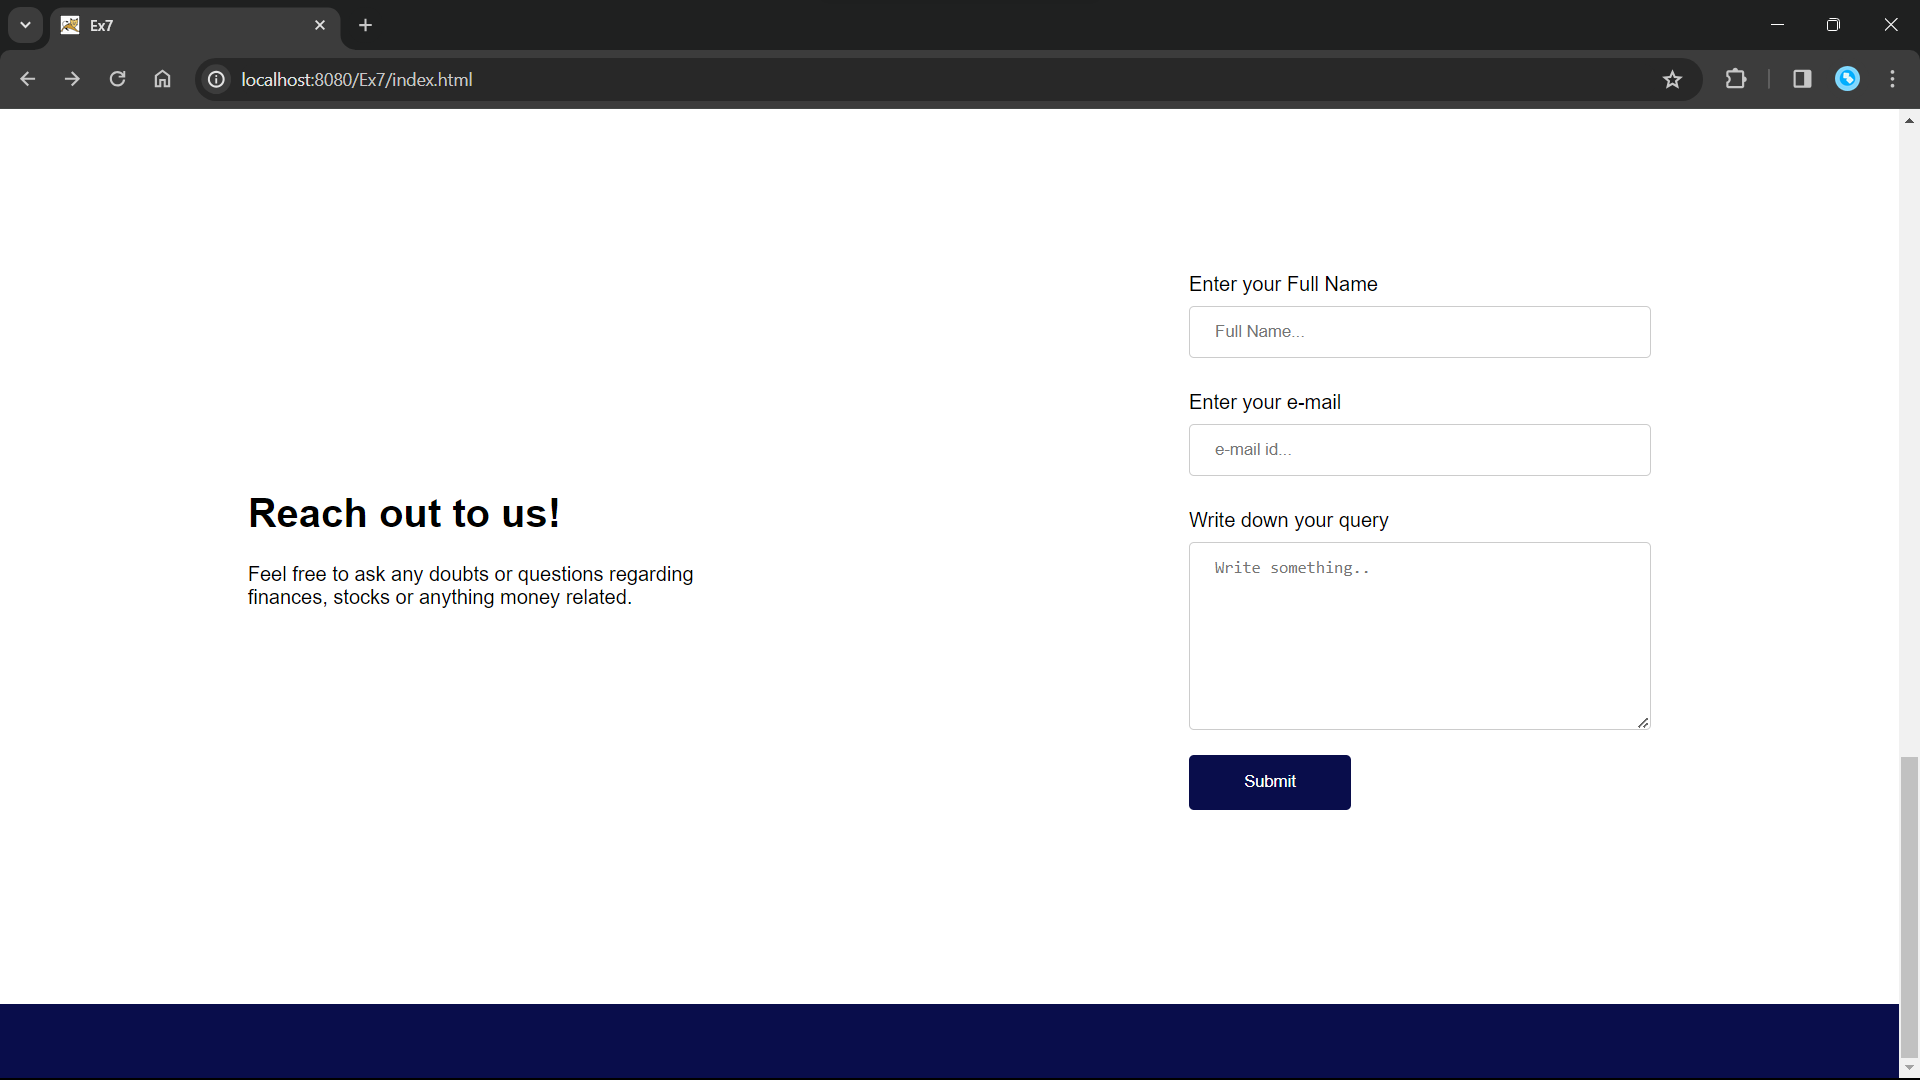 Ex7
localhost:8080/Ex7/index.html
Enter your Full Name
Full Name...
Enter your e-mail
e-mail id...
Reach out to us!
Feel free to ask any doubts or questions regarding
finances, stocks or anything money related.
Write down your query
Write something..
Submit